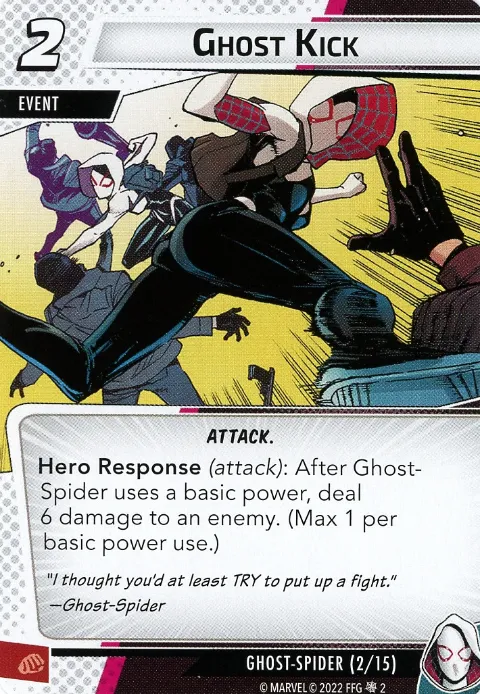 2
GHOST KICK
EVENT
ATTACK.
Hero Response (attack): After Ghost-
Spider uses a basic power, deal
6 damage to an enemy. (Max 1 per
basic power use.)
"I thought you'd at least TRY to put up a fight."
—Ghost-Spider
GHOST-SPIDER (2/15)
© MARVEL © 2022 FFG 2